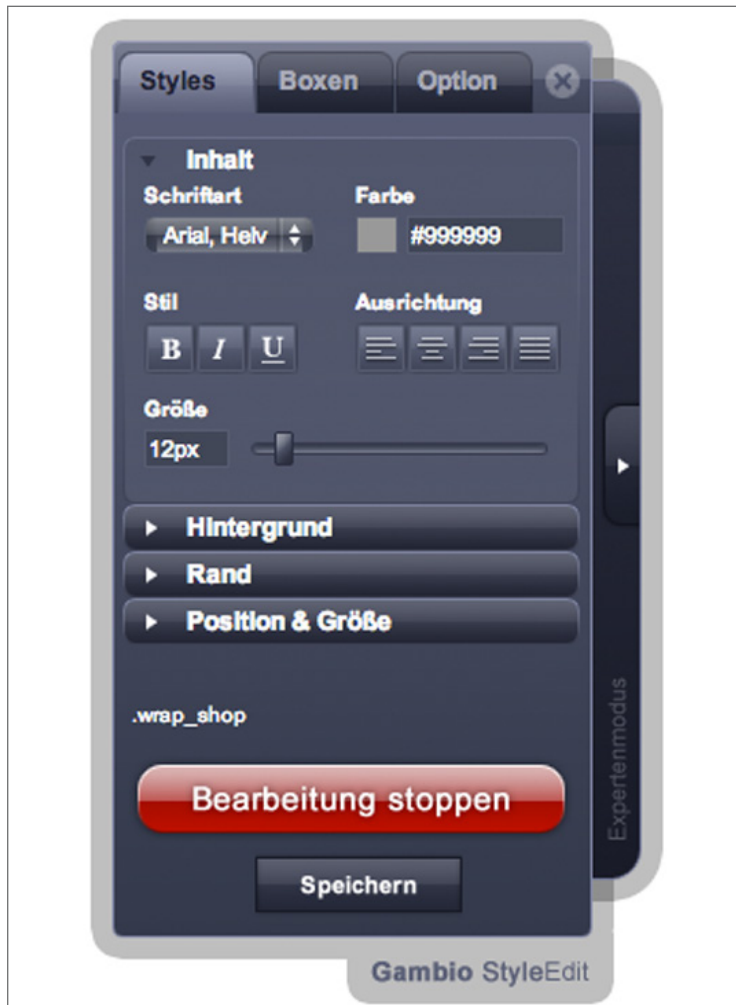 Styles Boxen Option
Inhalt
Schriftart Farbe
Arial, Helv #999999
Stil Ausrichtung
B I U
Größe
12px
Hintergrund
Rand
Position & Größe
.wrap_shop
Bearbeitung stoppen
Speichern
Expertenmodus
Gambio StyleEdit